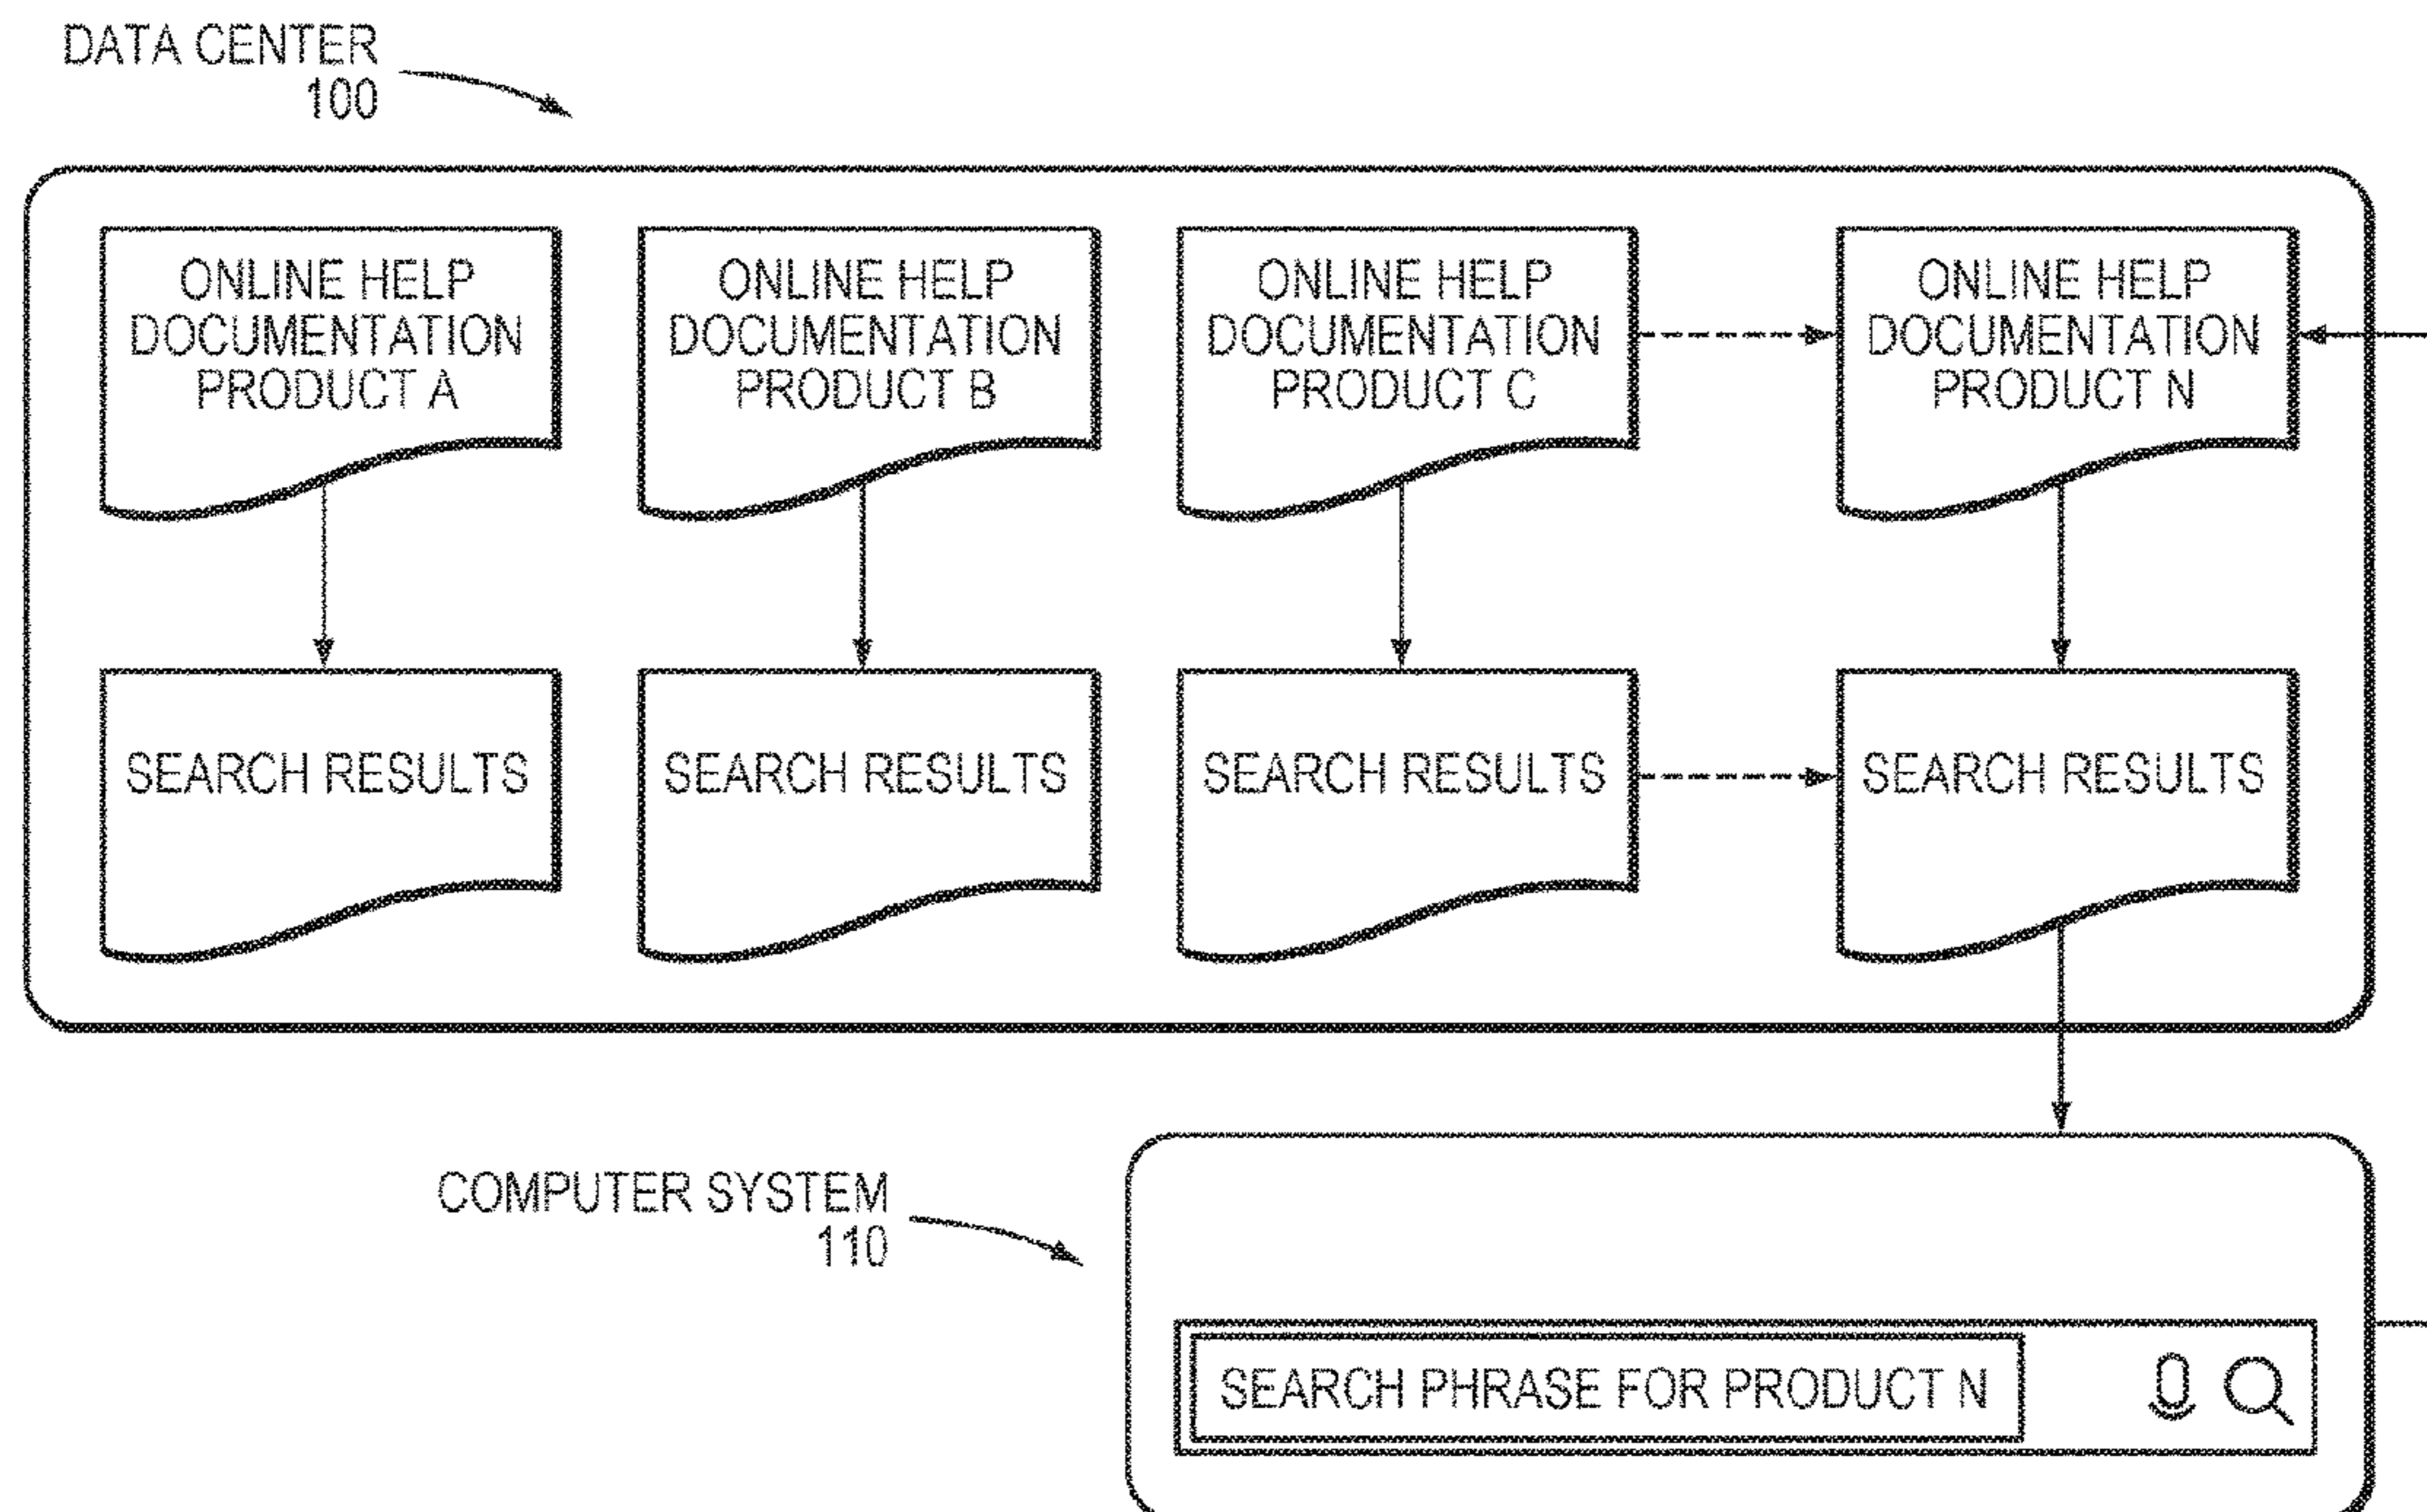 DATA CENTER
100
ONLINE HELP
DOCUMENTATION
PRODUCT A
ONLINE HELP
DOCUMENTATION
PRODUCT B
ONLINE HELP
DOCUMENTATION
PRODUCT C
ONLINE HELP
DOCUMENTATION
PRODUCT N
SEARCH RESULTS
SEARCH RESULTS
SEARCH RESULTS
SEARCH RESULTS
COMPUTER SYSTEM
110
SEARCH PHRASE FOR PRODUCT N